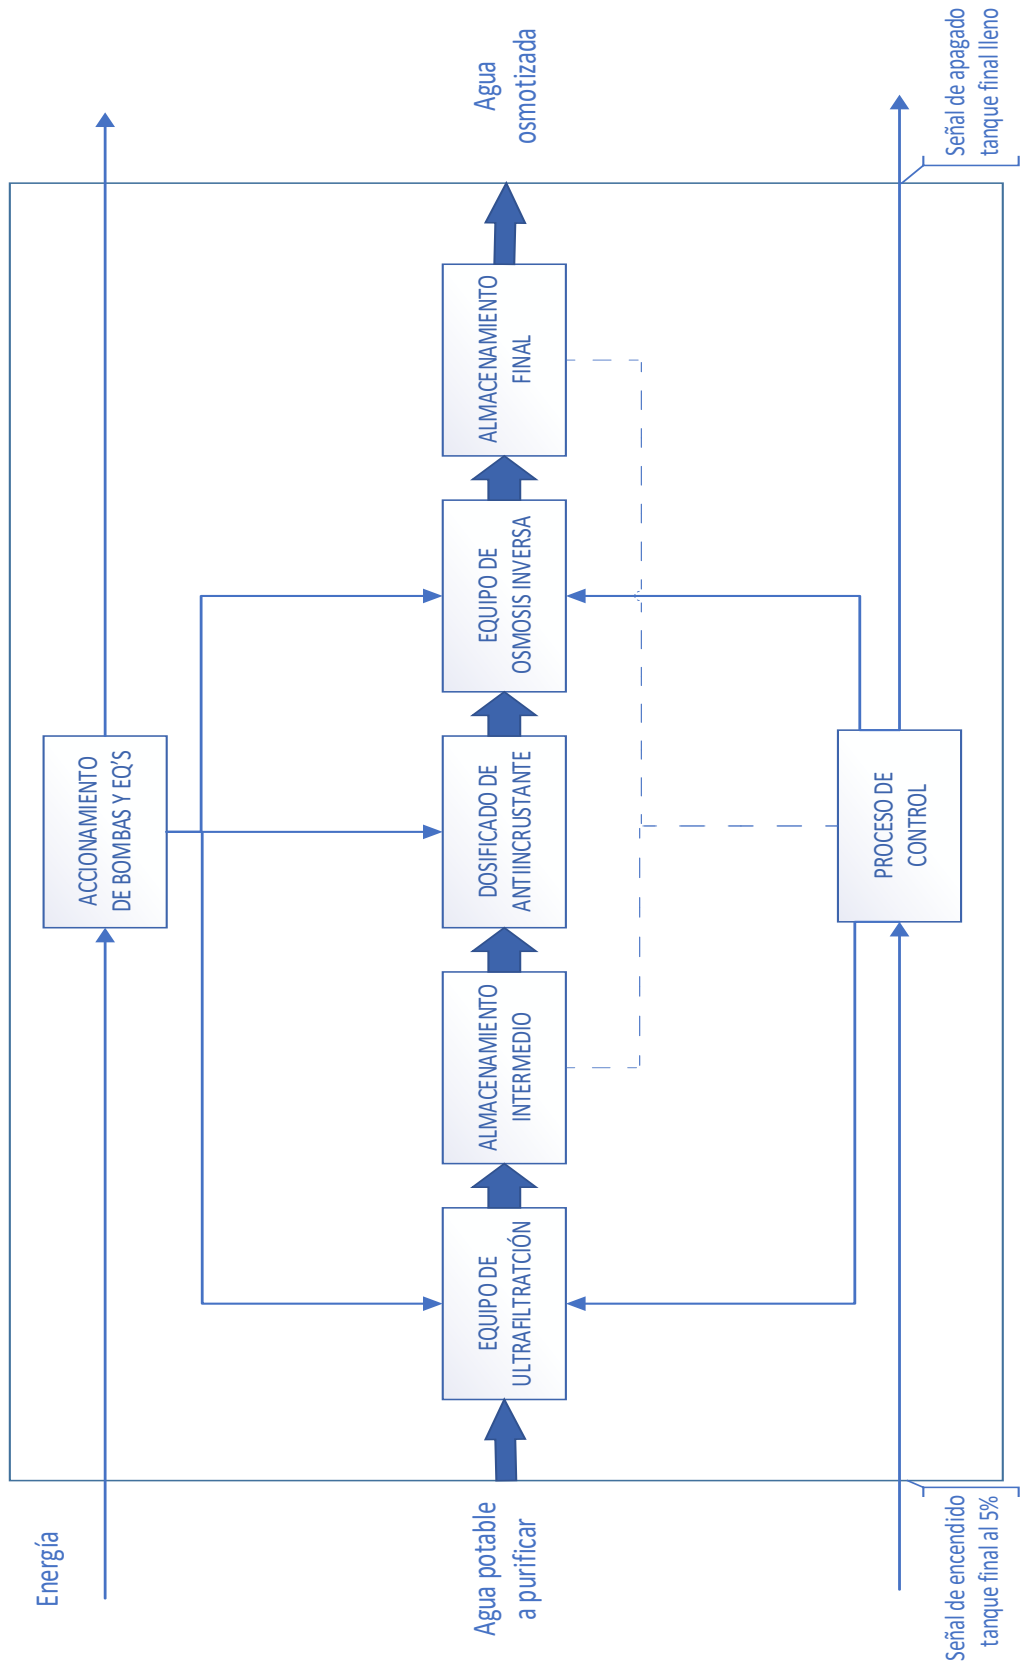 Energía
ACCIONAMIENTO
DE BOMBAS Y EQ'S
Agua potable
a purificar
EQUIPO DE
ULTRAFILTRATCIÓN
ALMACENAMIENTO
INTERMEDIO
DOSIFICADO DE
ANTIINCRUSTANTE
EQUIPO DE
OSMOSIS INVERSA
ALMACENAMIENTO
FINAL
Agua
osmotizada
Señal de encendido
tanque final al 5%
PROCESO DE
CONTROL
Señal de apagado
tanque final lleno